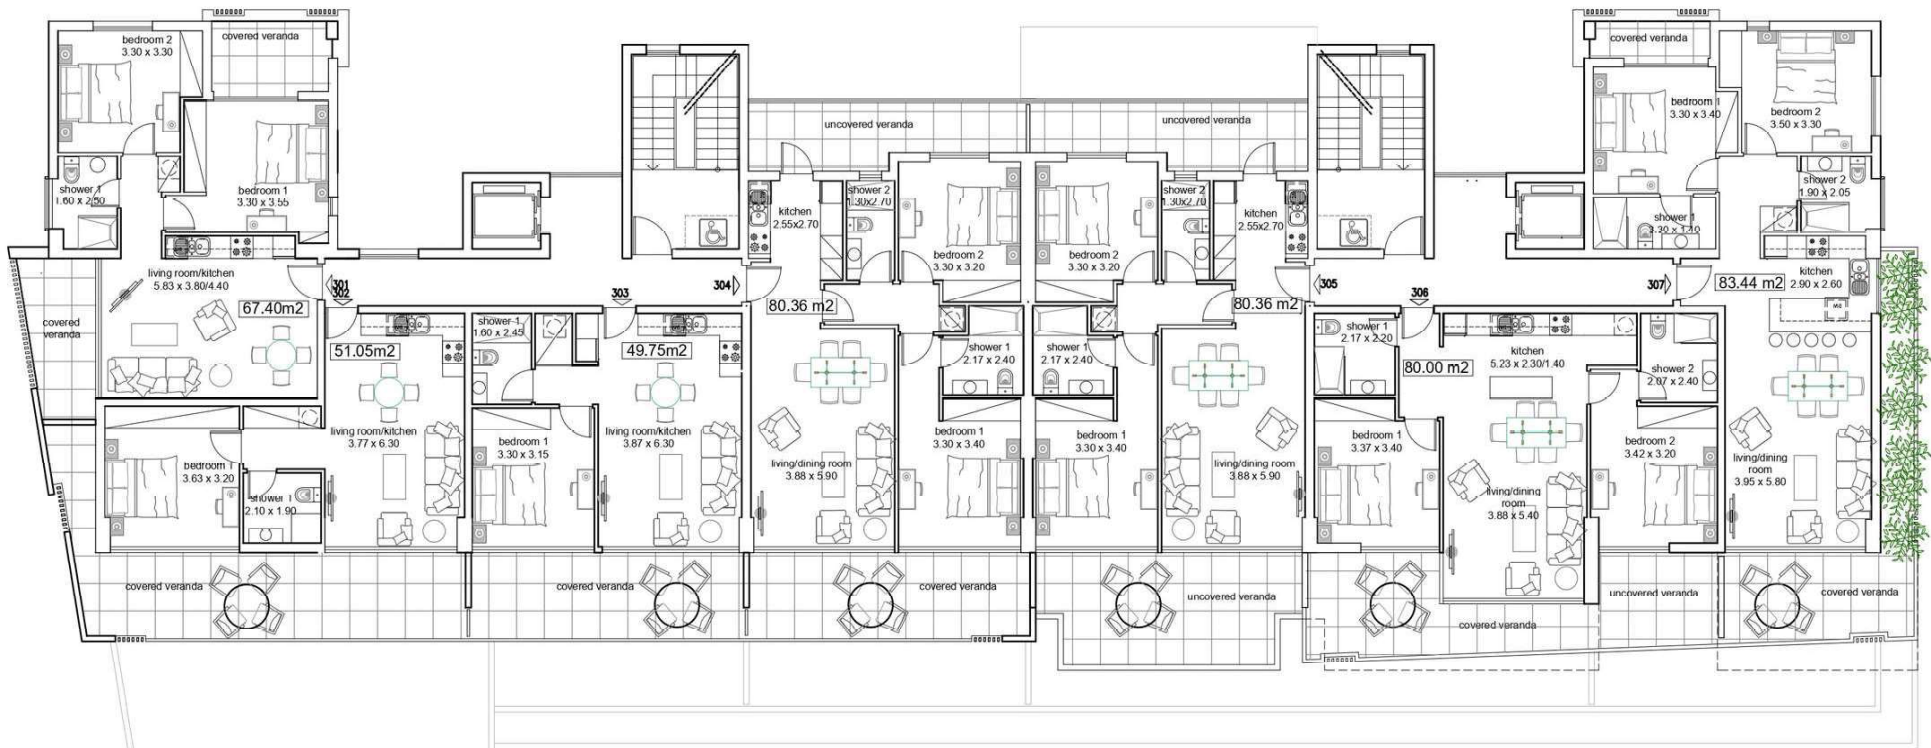 bedroom 2
3.30 x 3.30
covered veranda
shower 1
1.60 x 2.50
bedroom 1
3.30 x 3.55
living room/kitchen
5.83 x 3.80/4.40
67.40m2
covered
veranda
301
302
51.05m2
living room/kitchen
3.77 x 6.30
bedroom 1
3.63 x 3.20
shower 1
2.10 x 1.90
covered veranda
303
shower 1
1.60 x 2.45
49.75m2
living room/kitchen
3.87 x 6.30
bedroom 1
3.30 x 3.15
covered veranda
304
uncovered veranda
kitchen
2.55x2.70
shower 2
1.30x2.70
bedroom 2
3.30 x 3.20
80.36 m2
shower 1
2.17 x 2.40
bedroom 1
3.30 x 3.40
living/dining room
3.88 x 5.90
covered veranda
uncovered veranda
bedroom 2
3.30 x 3.20
shower 2
1.30x2.70
kitchen
2.55x2.70
80.36 m2
305
shower 1
2.17 x 2.40
bedroom 1
3.30 x 3.40
living/dining room
3.88 x 5.90
uncovered veranda
306
shower 1
2.17 x 2.20
80.00 m2
kitchen
5.23 x 2.30/1.40
shower 2
2.07 x 2.40
bedroom 1
3.37 x 3.40
living/dining
room
3.88 x 5.40
bedroom 2
3.42 x 3.20
covered veranda
uncovered veranda
307
covered veranda
bedroom 1
3.30 x 3.40
bedroom 2
3.50 x 3.30
shower 2
1.90 x 2.05
shower 1
3.30 x 1.40
83.44 m2
kitchen
2.90 x 2.60
living/dining
room
3.95 x 5.80
covered veranda